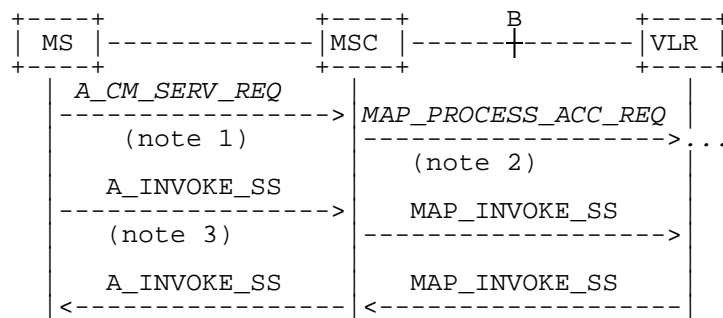 B
MS MSC VLR
A_CM_SERV_REQ
MAP_PROCESS_ACC_REQ
(note 1) ...
(note 2)
A_INVOKE_SS
MAP_INVOKE_SS
(note 3)
A_INVOKE_SS MAP_INVOKE_SS